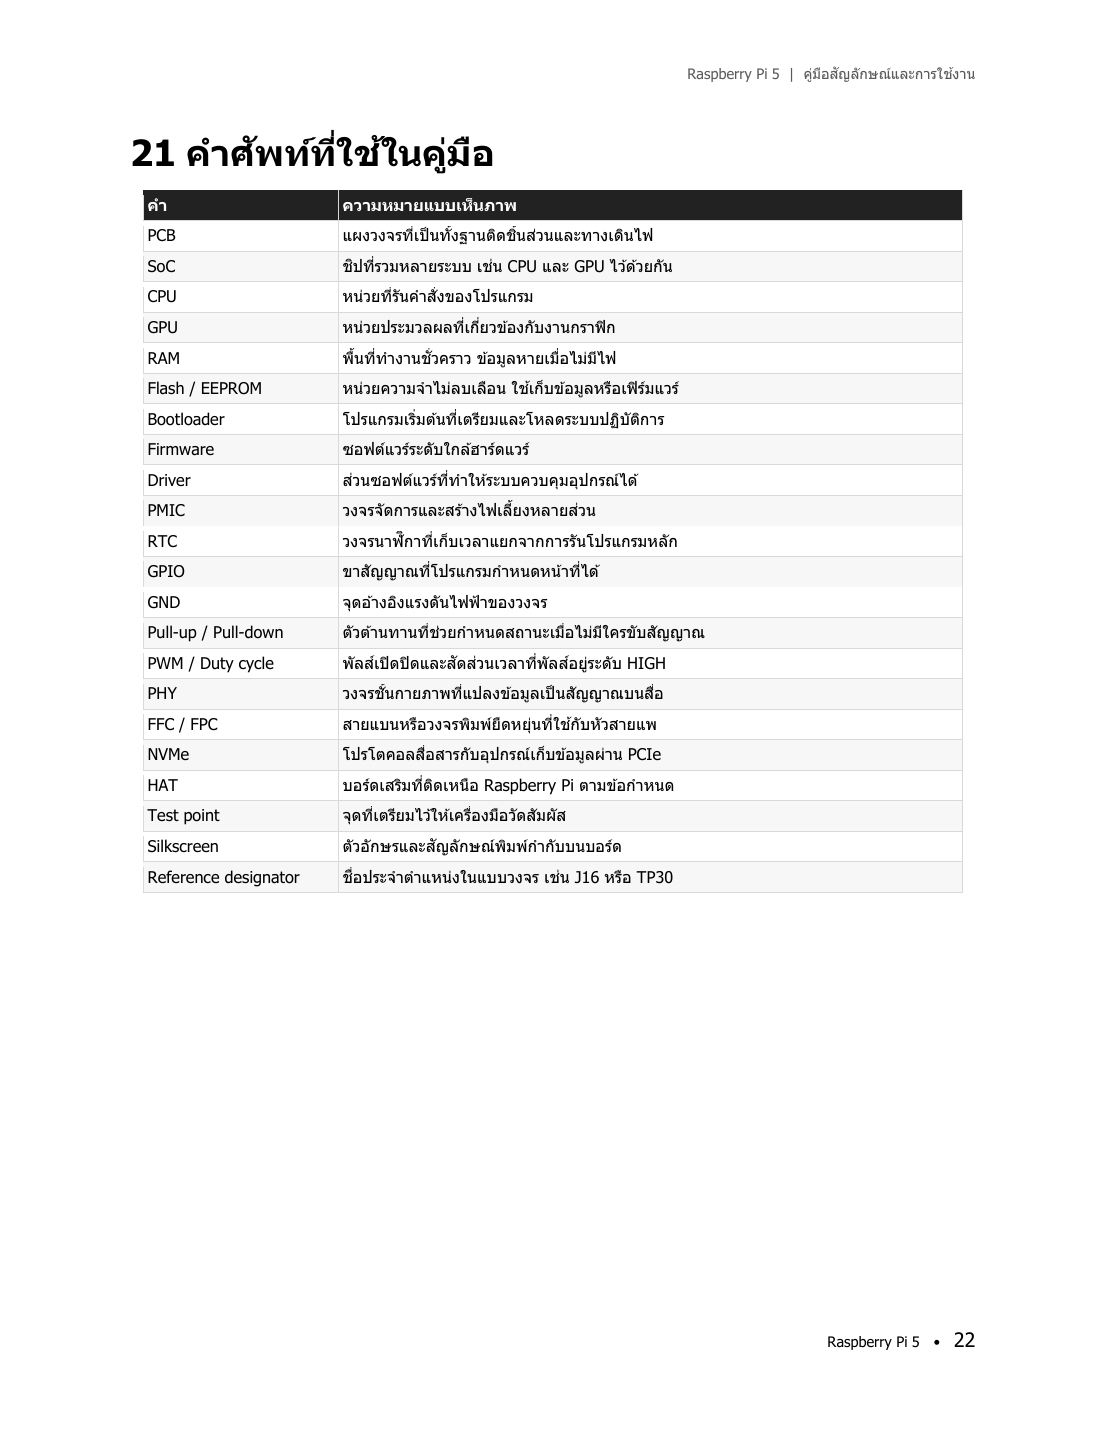 Raspberry Pi 5 | คู่มือสัญลักษณ์และการใช้งาน
21 คำศัพท์ที่ใช้ในคู่มือ
คำ ความหมายแบบเห็นภาพ
PCB แผงวงจรที่เป็นทั้งฐานติดชิ้นส่วนและทางเดินไฟ
SoC ชิปที่รวมหลายระบบ เช่น CPU และ GPU ไว้ด้วยกัน
CPU หน่วยที่รันคำสั่งของโปรแกรม
GPU หน่วยประมวลผลที่เกี่ยวข้องกับงานกราฟิก
RAM พื้นที่ทำงานชั่วคราว ข้อมูลหายเมื่อไม่มีไฟ
Flash / EEPROM หน่วยความจำไม่ลบเลือน ใช้เก็บข้อมูลหรือเฟิร์มแวร์
Bootloader โปรแกรมเริ่มต้นที่เตรียมและโหลดระบบปฏิบัติการ
Firmware ซอฟต์แวร์ระดับใกล้ฮาร์ดแวร์
Driver ส่วนซอฟต์แวร์ที่ทำให้ระบบควบคุมอุปกรณ์ได้
PMIC วงจรจัดการและสร้างไฟเลี้ยงหลายส่วน
RTC วงจรนาฬิกาที่เก็บเวลาแยกจากการรันโปรแกรมหลัก
GPIO ขาสัญญาณที่โปรแกรมกำหนดหน้าที่ได้
GND จุดอ้างอิงแรงดันไฟฟ้าของวงจร
Pull-up / Pull-down ตัวต้านทานที่ช่วยกำหนดสถานะเมื่อไม่มีใครขับสัญญาณ
PWM / Duty cycle พัลส์เปิดปิดและสัดส่วนเวลาที่พัลส์อยู่ระดับ HIGH
PHY วงจรชั้นกายภาพที่แปลงข้อมูลเป็นสัญญาณบนสื่อ
FFC / FPC สายแบนหรือวงจรพิมพ์ยืดหยุ่นที่ใช้กับหัวสายแพ
NVMe โปรโตคอลสื่อสารกับอุปกรณ์เก็บข้อมูลผ่าน PCIe
HAT บอร์ดเสริมที่ติดเหนือ Raspberry Pi ตามข้อกำหนด
Test point จุดที่เตรียมไว้ให้เครื่องมือวัดสัมผัส
Silkscreen ตัวอักษรและสัญลักษณ์พิมพ์กำกับบนบอร์ด
Reference designator ชื่อประจำตำแหน่งในแบบวงจร เช่น J16 หรือ TP30
Raspberry Pi 5 • 22